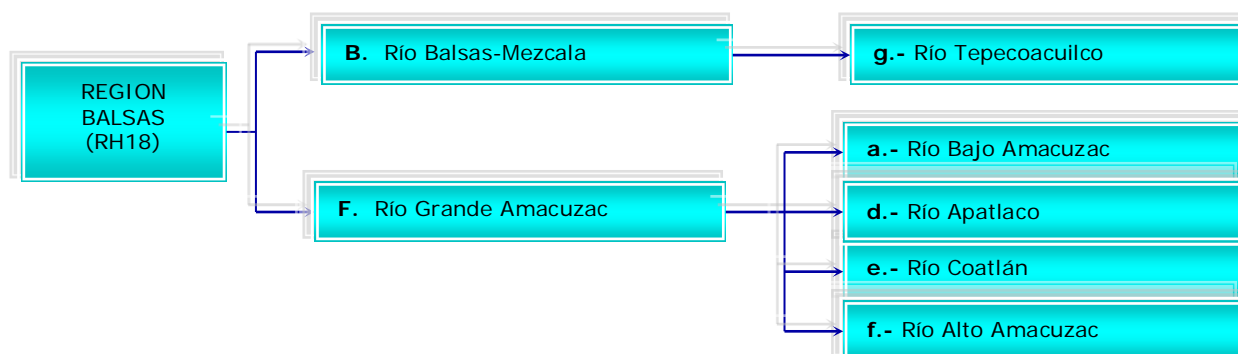 REGION
BALSAS
(RH18)
B. Río Balsas-Mezcala
g.- Río Tepecoacuilco
F. Río Grande Amacuzac
a.- Río Bajo Amacuzac
d.- Río Apatlaco
e.- Río Coatlán
f.- Río Alto Amacuzac